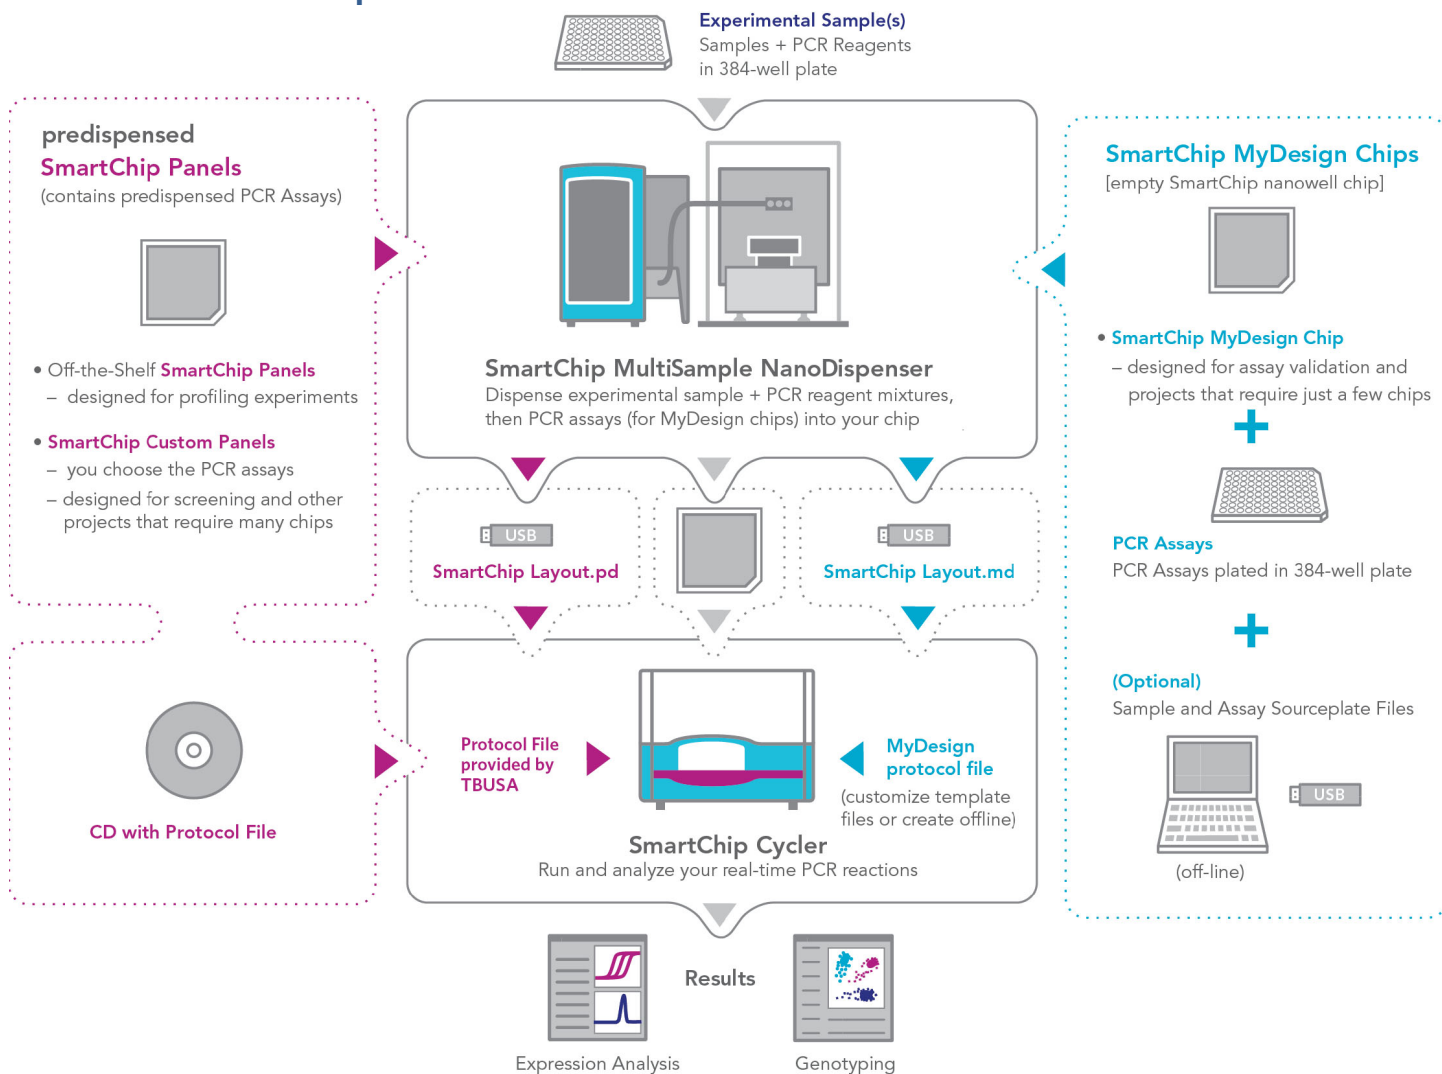 Experimental Sample(s)
Samples + PCR Reagents
in 384-well plate
predispensed
SmartChip Panels
(contains predispensed PCR Assays)
• Off-the-Shelf SmartChip Panels
– designed for profiling experiments
• SmartChip Custom Panels
– you choose the PCR assays
– designed for screening and other
projects that require many chips
CD with Protocol File
SmartChip MultiSample NanoDispenser
Dispense experimental sample + PCR reagent mixtures,
then PCR assays (for MyDesign chips) into your chip
USB
SmartChip Layout.pd
USB
SmartChip Layout.md
Protocol File
provided by
TBUSA
MyDesign
protocol file
(customize template
files or create offline)
SmartChip Cycler
Run and analyze your real-time PCR reactions
SmartChip MyDesign Chips
[empty SmartChip nanowell chip]
• SmartChip MyDesign Chip
– designed for assay validation and
projects that require just a few chips
+
PCR Assays
PCR Assays plated in 384-well plate
+
(Optional)
Sample and Assay Sourceplate Files
USB
(off-line)
Results
Expression Analysis
Genotyping